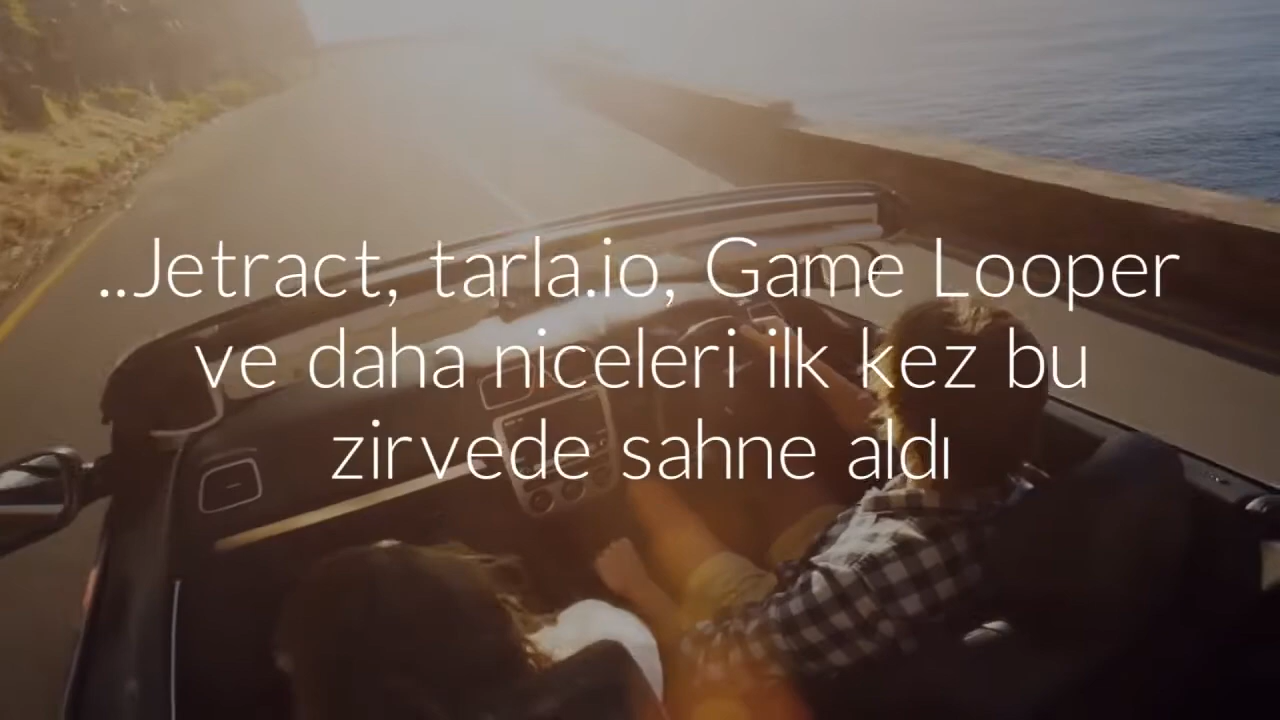 ..Jetract, tarla.io, Game Looper
ve daha niceleri ilk kez bu
zirvede sahne aldı